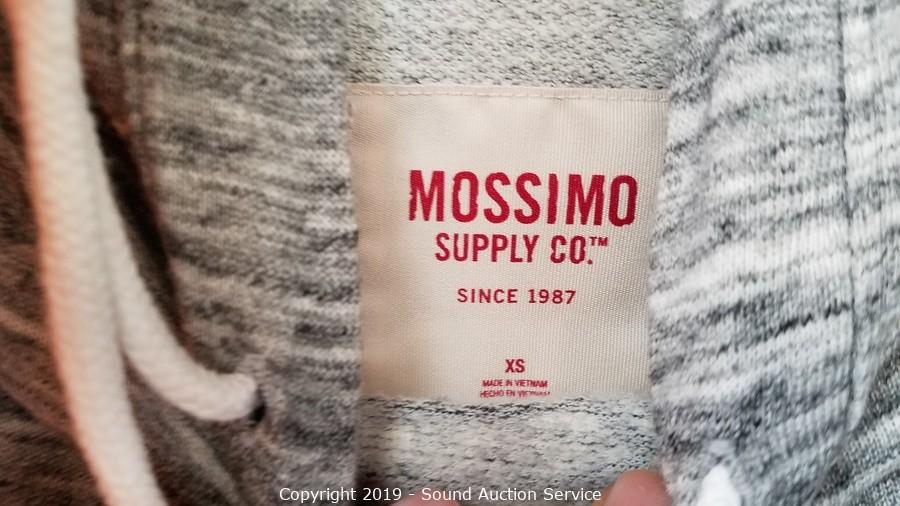 MOSSIMO
SUPPLY CO.™
SINCE 1987
XS
MADE IN VIETNAM
HECHO EN VIETNAM
Copyright 2019 - Sound Auction Service